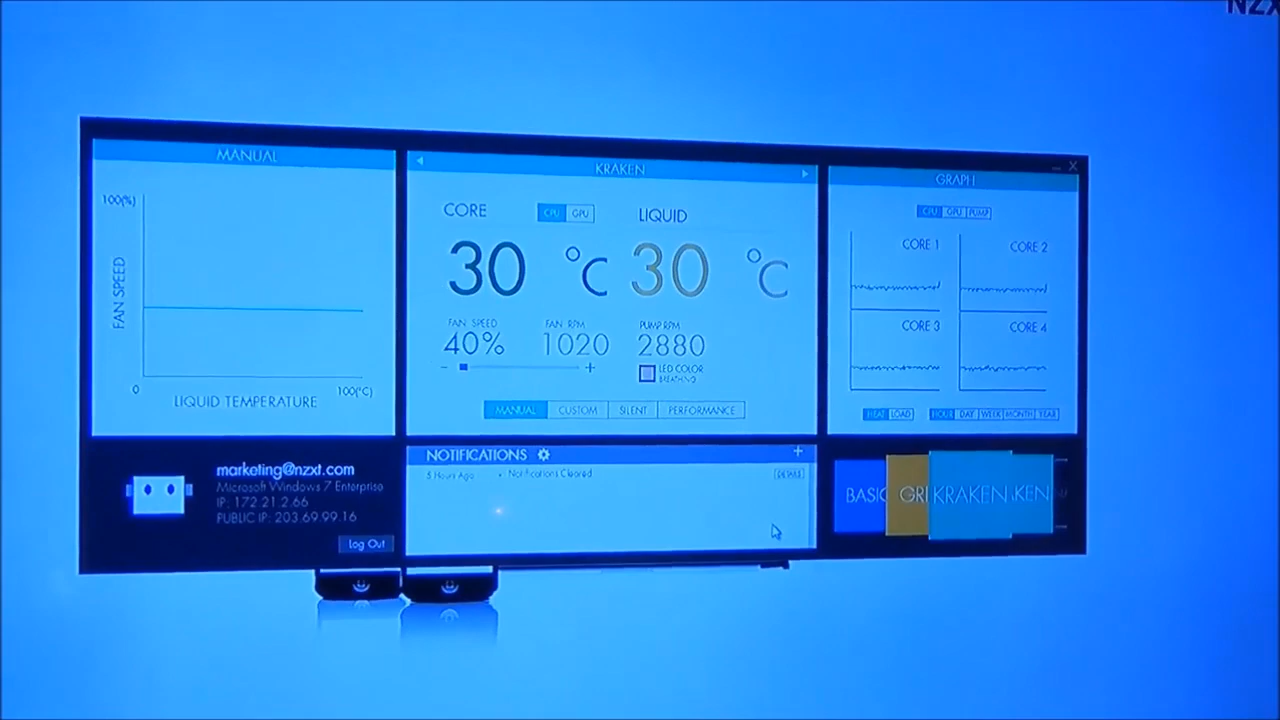 MANUAL
100(%)
FAN SPEED
0
100(°C)
LIQUID TEMPERATURE
KRAKEN
CORE
CPU GPU
LIQUID
30 °C
30 °C
FAN SPEED
40%
FAN RPM
1020
PUMP RPM
2880
- +
LED COLOR
BREATHING
MANUAL CUSTOM SILENT PERFORMANCE
X
GRAPH
CPU GPU PUMP
CORE 1
CORE 2
CORE 3
CORE 4
HEAT LOAD
HOUR DAY WEEK MONTH YEAR
marketing@nzxt.com
Microsoft Windows 7 Enterprise
IP: 172.21.2.66
PUBLIC IP: 203.69.99.16
Log Out
NOTIFICATIONS +
5 Hours Ago • Notifications Cleared DETAILS
BASIC GRI KRAKEN KEN